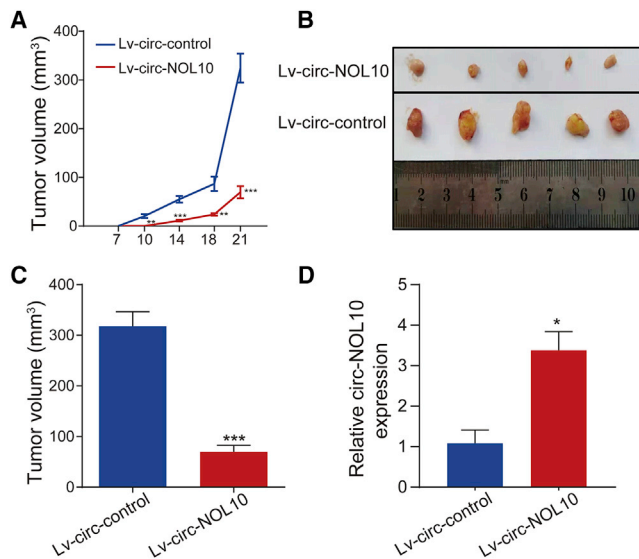 A
Lv-circ-control
Lv-circ-NOL10
Tumor volume (mm³)
400
300
200
100
0
7 10 14 18 21
** *** ** ***
B
Lv-circ-NOL10
Lv-circ-control
1 2 3 4 5 6 7 8 9 10
C
Tumor volume (mm³)
400
300
200
100
0
***
Lv-circ-control
Lv-circ-NOL10
D
Relative circ-NOL10
expression
5
4
3
2
1
0
*
Lv-circ-control
Lv-circ-NOL10